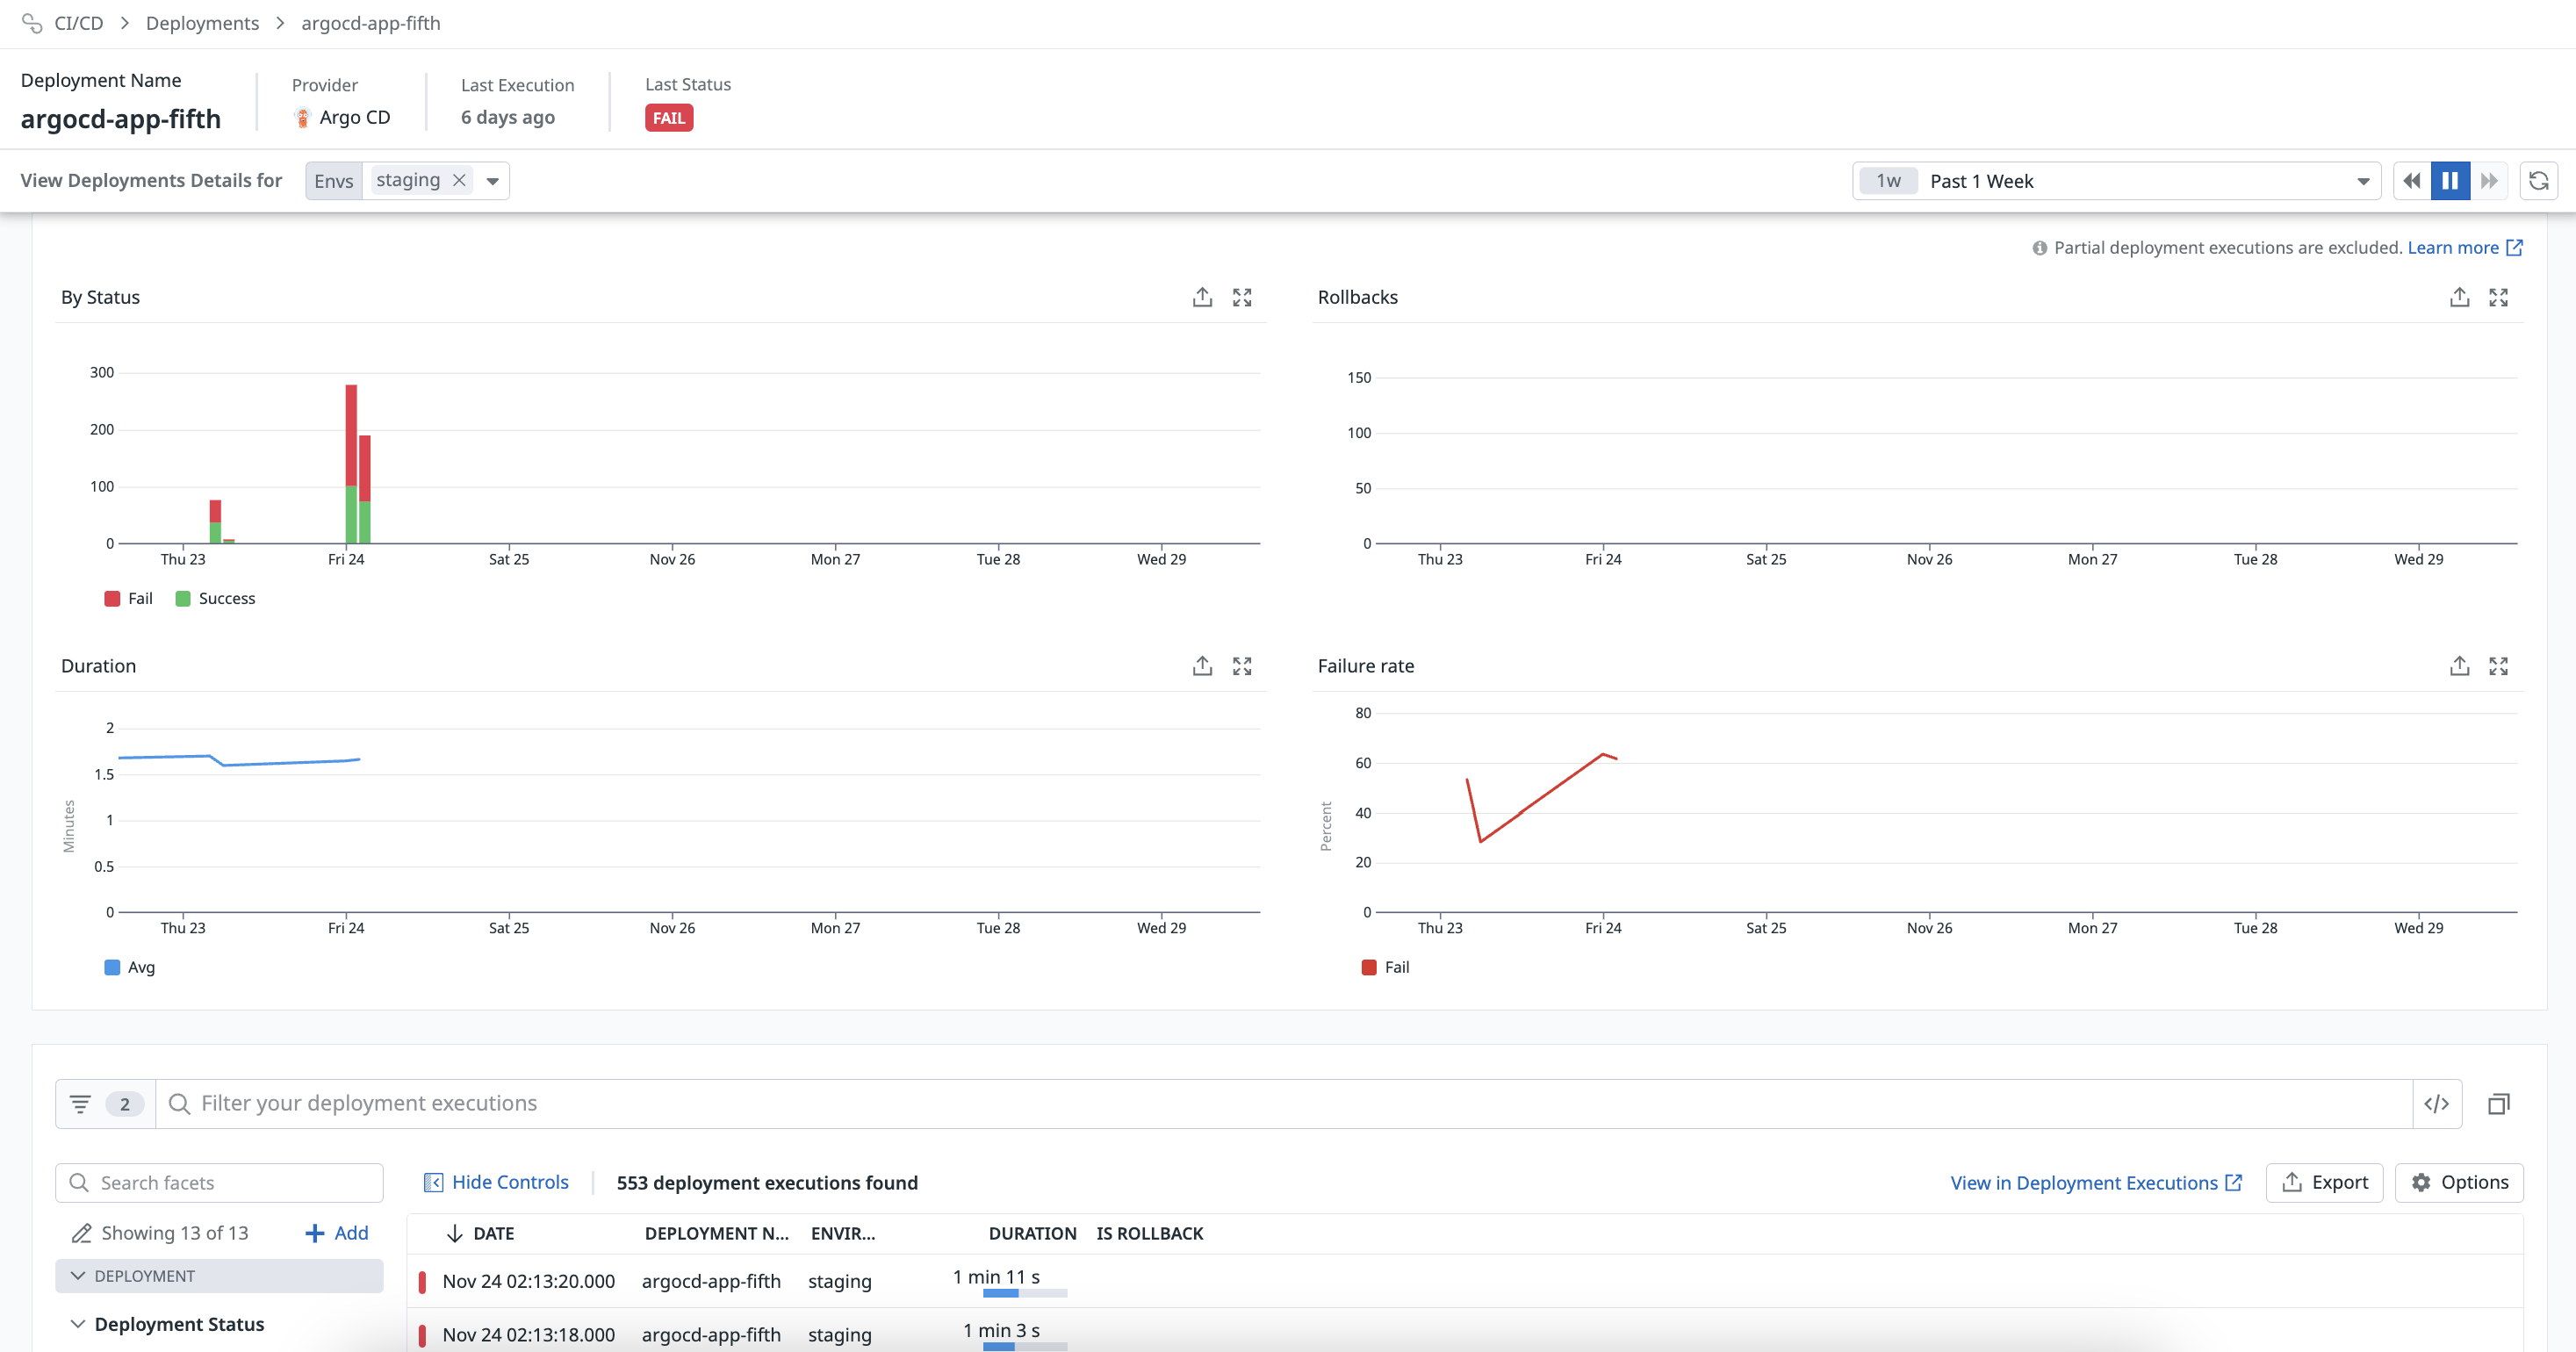 CI/CD > Deployments > argocd-app-fifth
Deployment Name
argocd-app-fifth
Provider
Argo CD
Last Execution
6 days ago
Last Status
FAIL
View Deployments Details for
Envs staging
1w Past 1 Week
Partial deployment executions are excluded. Learn more
By Status
300
200
100
0
Thu 23 Fri 24 Sat 25 Nov 26 Mon 27 Tue 28 Wed 29
Fail Success
Rollbacks
150
100
50
0
Thu 23 Fri 24 Sat 25 Nov 26 Mon 27 Tue 28 Wed 29
Duration
2
1.5
1
0.5
0
Minutes
Thu 23 Fri 24 Sat 25 Nov 26 Mon 27 Tue 28 Wed 29
Avg
Failure rate
80
60
40
20
0
Percent
Thu 23 Fri 24 Sat 25 Nov 26 Mon 27 Tue 28 Wed 29
Fail
2 Filter your deployment executions </>
Search facets
Showing 13 of 13 + Add
DEPLOYMENT
Deployment Status
Hide Controls
553 deployment executions found
View in Deployment Executions
Export
Options
DATE DEPLOYMENT N... ENVIR... DURATION IS ROLLBACK
Nov 24 02:13:20.000 argocd-app-fifth staging 1 min 11 s
Nov 24 02:13:18.000 argocd-app-fifth staging 1 min 3 s